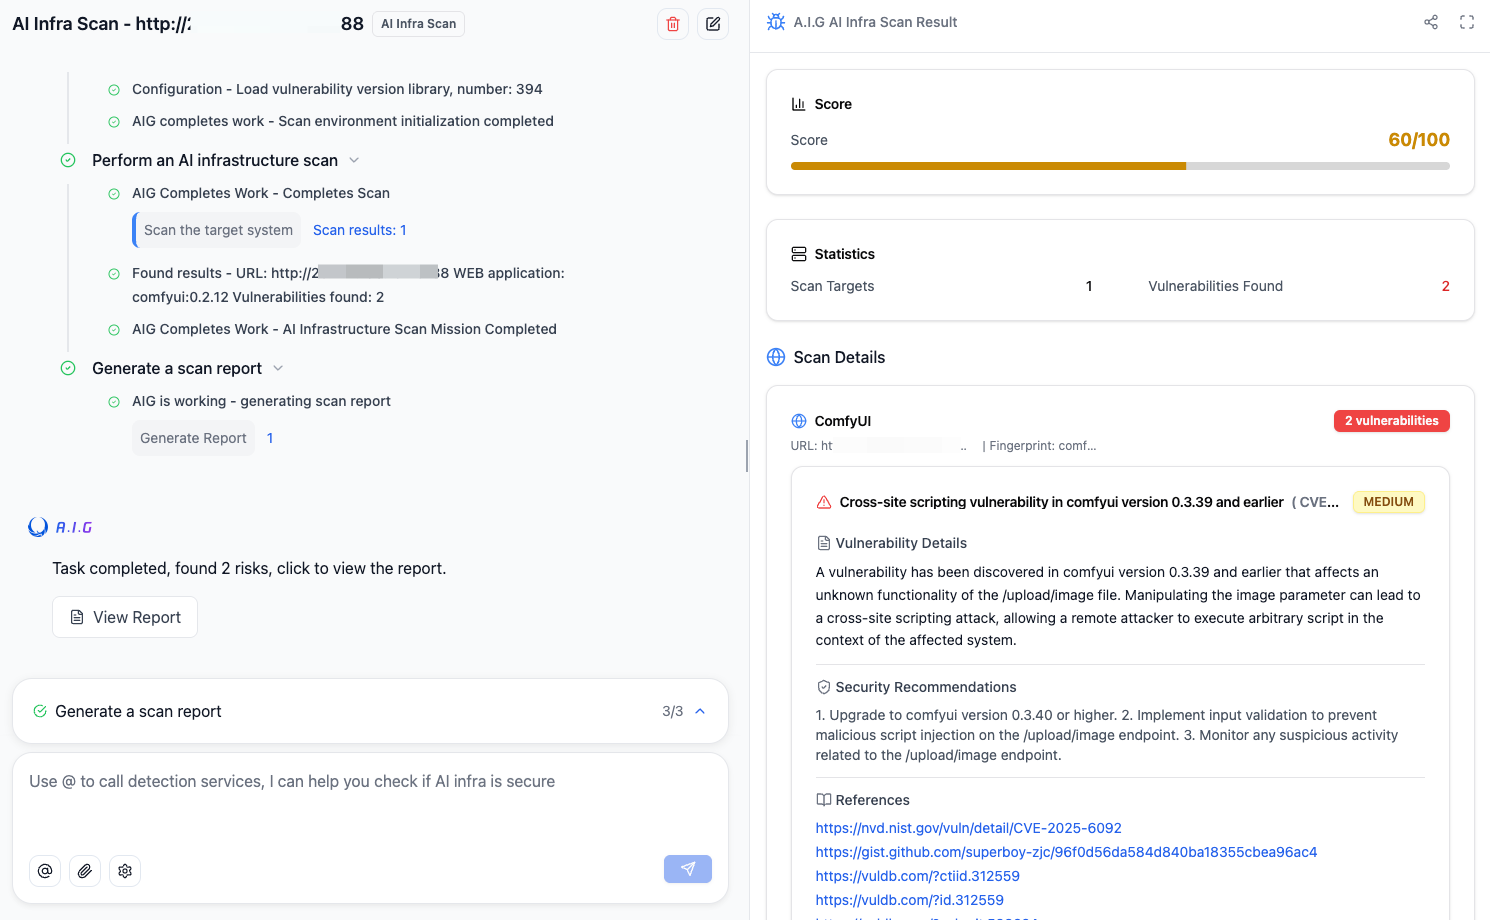 AI Infra Scan - http://2 88 AI Infra Scan
Configuration - Load vulnerability version library, number: 394
AIG completes work - Scan environment initialization completed
Perform an AI infrastructure scan
AIG Completes Work - Completes Scan
Scan the target system Scan results: 1
Found results - URL: http://2 38 WEB application:
comfyui:0.2.12 Vulnerabilities found: 2
AIG Completes Work - AI Infrastructure Scan Mission Completed
Generate a scan report
AIG is working - generating scan report
Generate Report 1
A.I.G
Task completed, found 2 risks, click to view the report.
View Report
Generate a scan report 3/3
Use @ to call detection services, I can help you check if AI infra is secure
A.I.G AI Infra Scan Result
Score
Score 60/100
Statistics
Scan Targets 1 Vulnerabilities Found 2
Scan Details
ComfyUI 2 vulnerabilities
URL: ht .. | Fingerprint: comf...
Cross-site scripting vulnerability in comfyui version 0.3.39 and earlier ( CVE... MEDIUM
Vulnerability Details
A vulnerability has been discovered in comfyui version 0.3.39 and earlier that affects an
unknown functionality of the /upload/image file. Manipulating the image parameter can lead to
a cross-site scripting attack, allowing a remote attacker to execute arbitrary script in the
context of the affected system.
Security Recommendations
1. Upgrade to comfyui version 0.3.40 or higher. 2. Implement input validation to prevent
malicious script injection on the /upload/image endpoint. 3. Monitor any suspicious activity
related to the /upload/image endpoint.
References
https://nvd.nist.gov/vuln/detail/CVE-2025-6092
https://gist.github.com/superboy-zjc/96f0d56da584d840ba18355cbea96ac4
https://vuldb.com/?ctiid.312559
https://vuldb.com/?id.312559